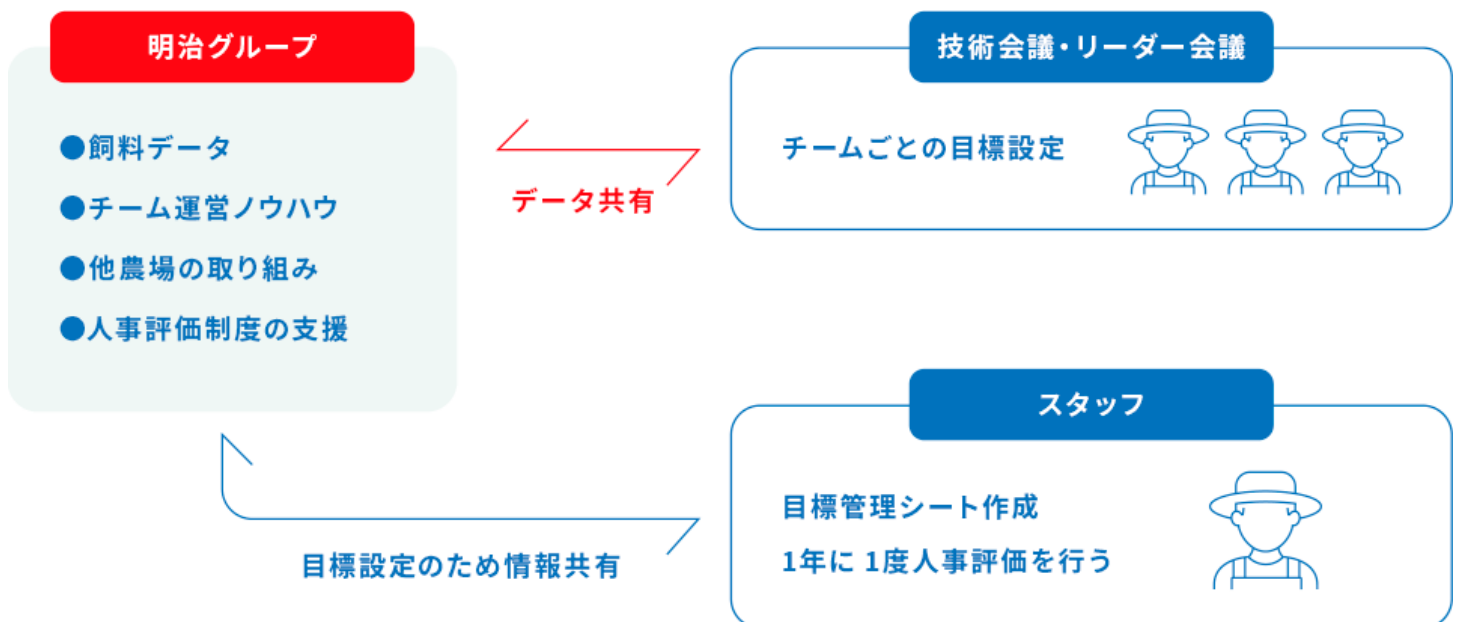 明治グループ
●飼料データ
●チーム運営ノウハウ
●他農場の取り組み
●人事評価制度の支援
データ共有
技術会議・リーダー会議
チームごとの目標設定
目標設定のため情報共有
スタッフ
目標管理シート作成
1年に1度人事評価を行う